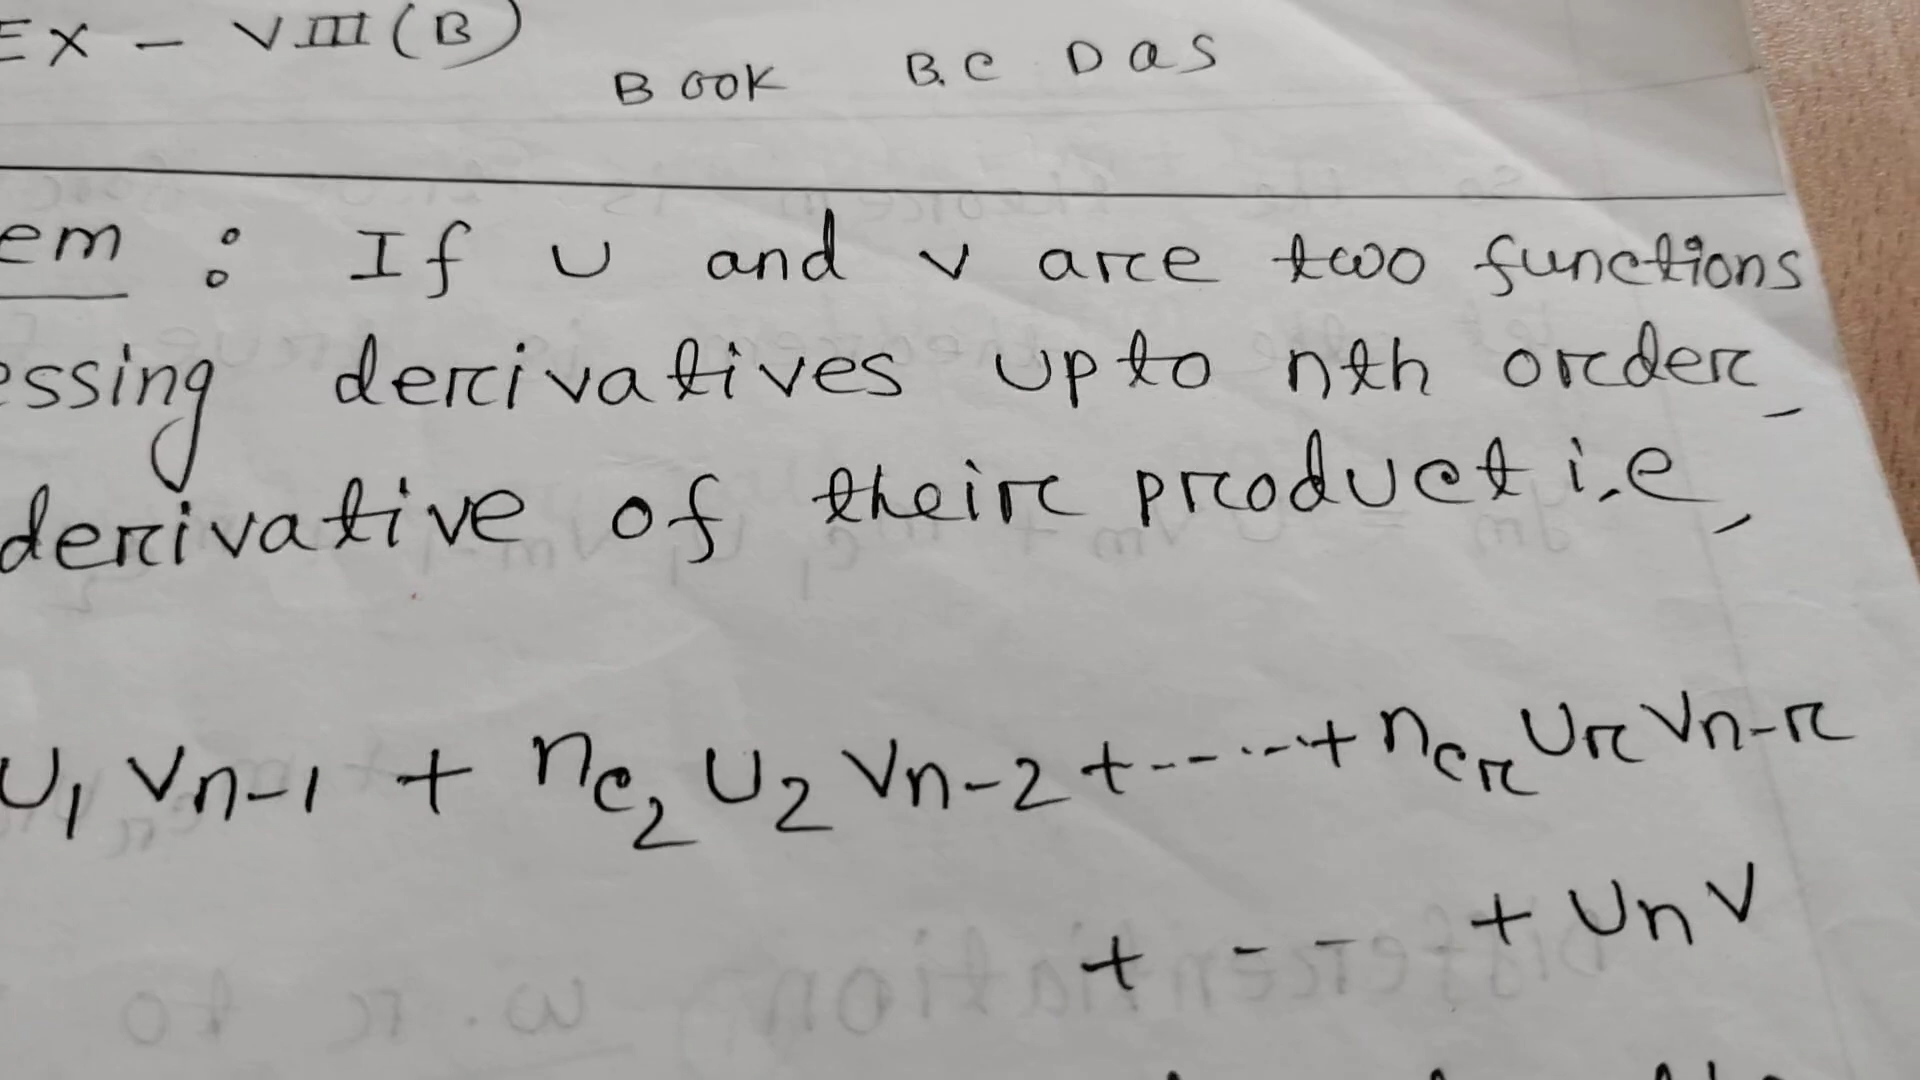 Ex - VIII (B)
Book B.C Das
em : If u and v are two functions
essing derivatives upto nth order,
derivative of their product i.e,
U₁ Vn-1 + nc₂ U₂ Vn-2 +-----+ ncr Ur Vn-r
+ - - + Un V